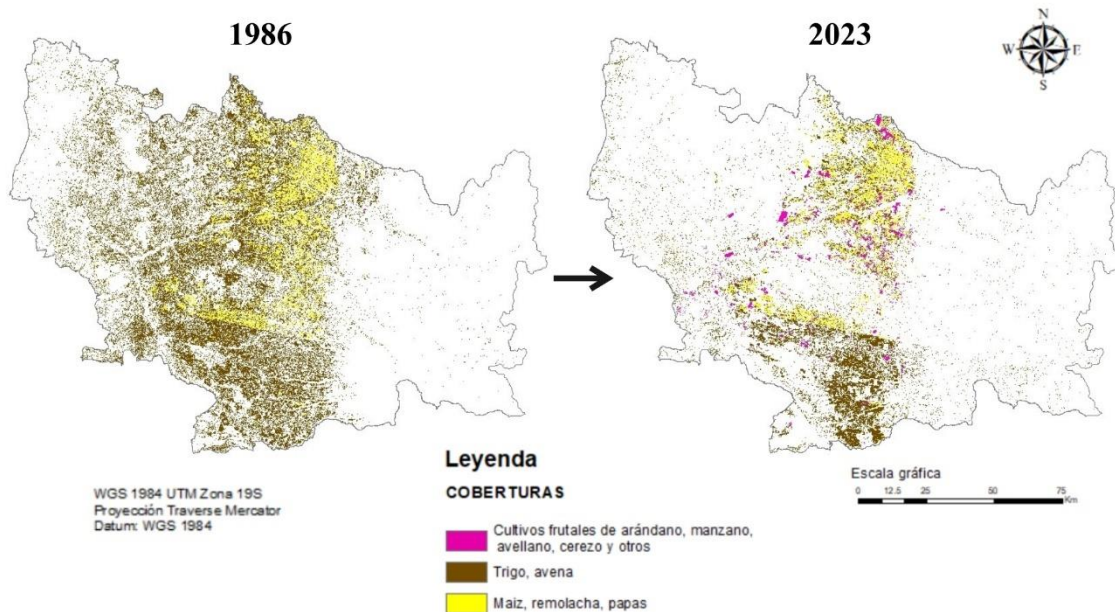 1986
2023
N
W E
S
WGS 1984 UTM Zona 19S
Proyección Traverse Mercator
Datum: WGS 1984
Leyenda
COBERTURAS
Cultivos frutales de arándano, manzano,
avellano, cerezo y otros
Trigo, avena
Maiz, remolacha, papas
Escala gráfica
0 12.5 25 50 75
Km